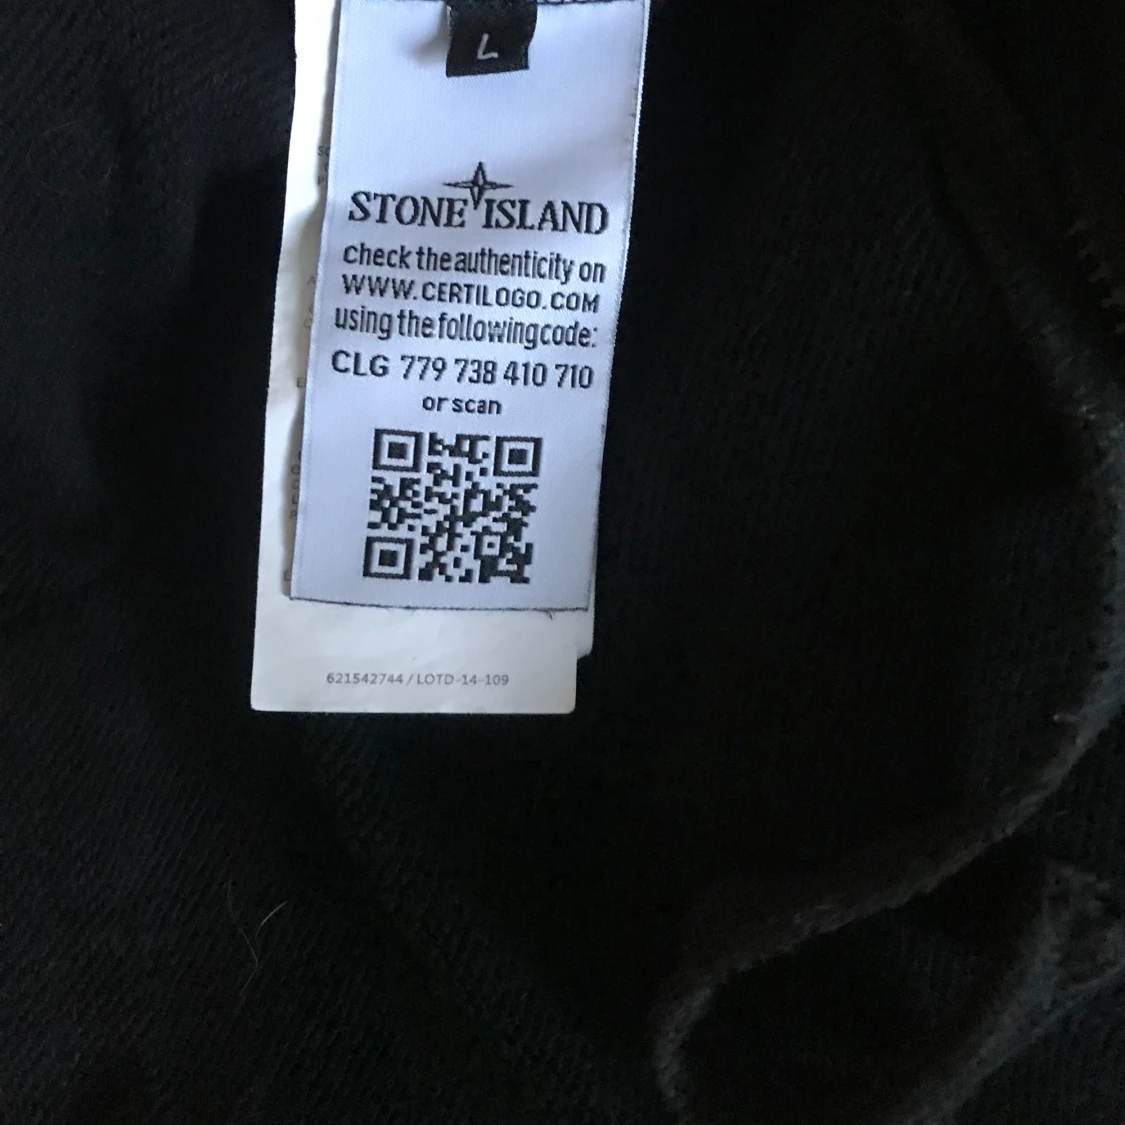 L
STONE ISLAND
check the authenticity on
WWW.CERTILOGO.COM
using the following code:
CLG 779 738 410 710
or scan
621542744 / LOTD-14-109